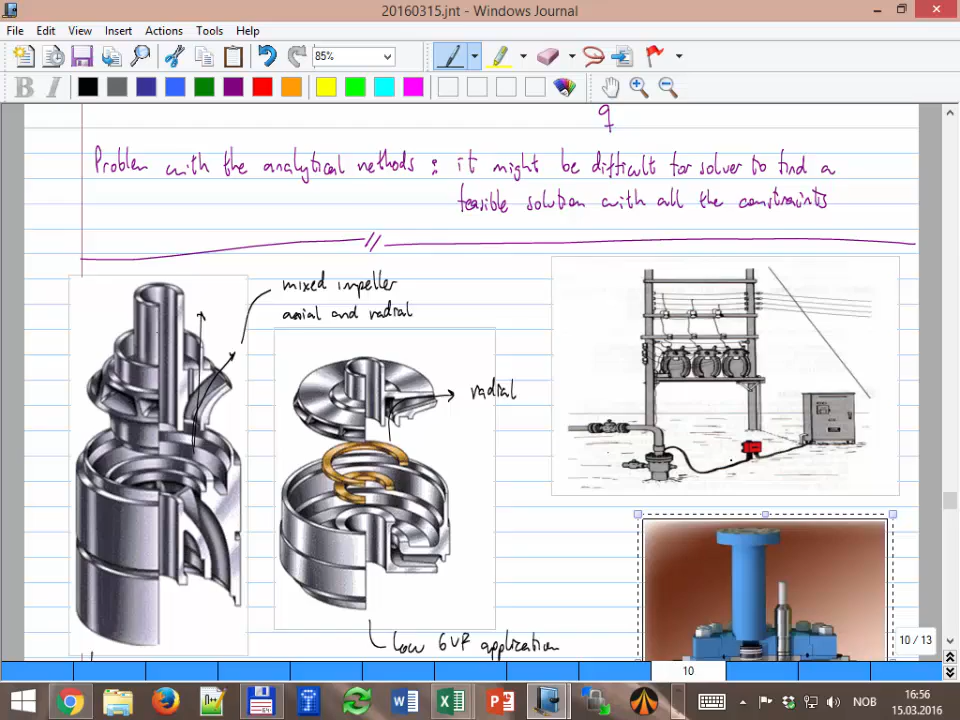 20160315.jnt - Windows Journal
File Edit View Insert Actions Tools Help
85%
B I
9
Problem with the analytical methods : it might be difficult for solver to find a
feasible solution with all the constraints
//
mixed impeller
axial and radial
radial
low GVF application
10 / 13
10
NOB
16:56
15.03.2016